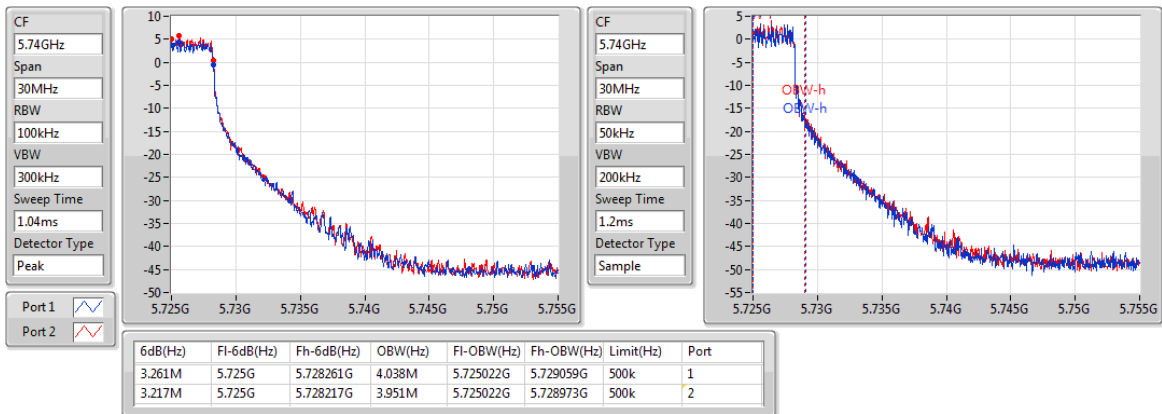 CF
5.74GHz
Span
30MHz
RBW
100kHz
VBW
300kHz
Sweep Time
1.04ms
Detector Type
Peak
Port 1
Port 2
10-
5-
0-
-5-
-10-
-15-
-20-
-25-
-30-
-35-
-40-
-45-
-50-
5.725G 5.73G 5.735G 5.74G 5.745G 5.75G 5.755G
CF
5.74GHz
Span
30MHz
RBW
50kHz
VBW
200kHz
Sweep Time
1.2ms
Detector Type
Sample
5-
0-
-5-
-10-
-15-
-20-
-25-
-30-
-35-
-40-
-45-
-50-
-55-
OBW-h
OBW-h
5.725G 5.73G 5.735G 5.74G 5.745G 5.75G 5.755G
6dB(Hz) Fl-6dB(Hz) Fh-6dB(Hz) OBW(Hz) Fl-OBW(Hz) Fh-OBW(Hz) Limit(Hz) Port
3.261M 5.725G 5.728261G 4.038M 5.725022G 5.729059G 500k 1
3.217M 5.725G 5.728217G 3.951M 5.725022G 5.728973G 500k 2